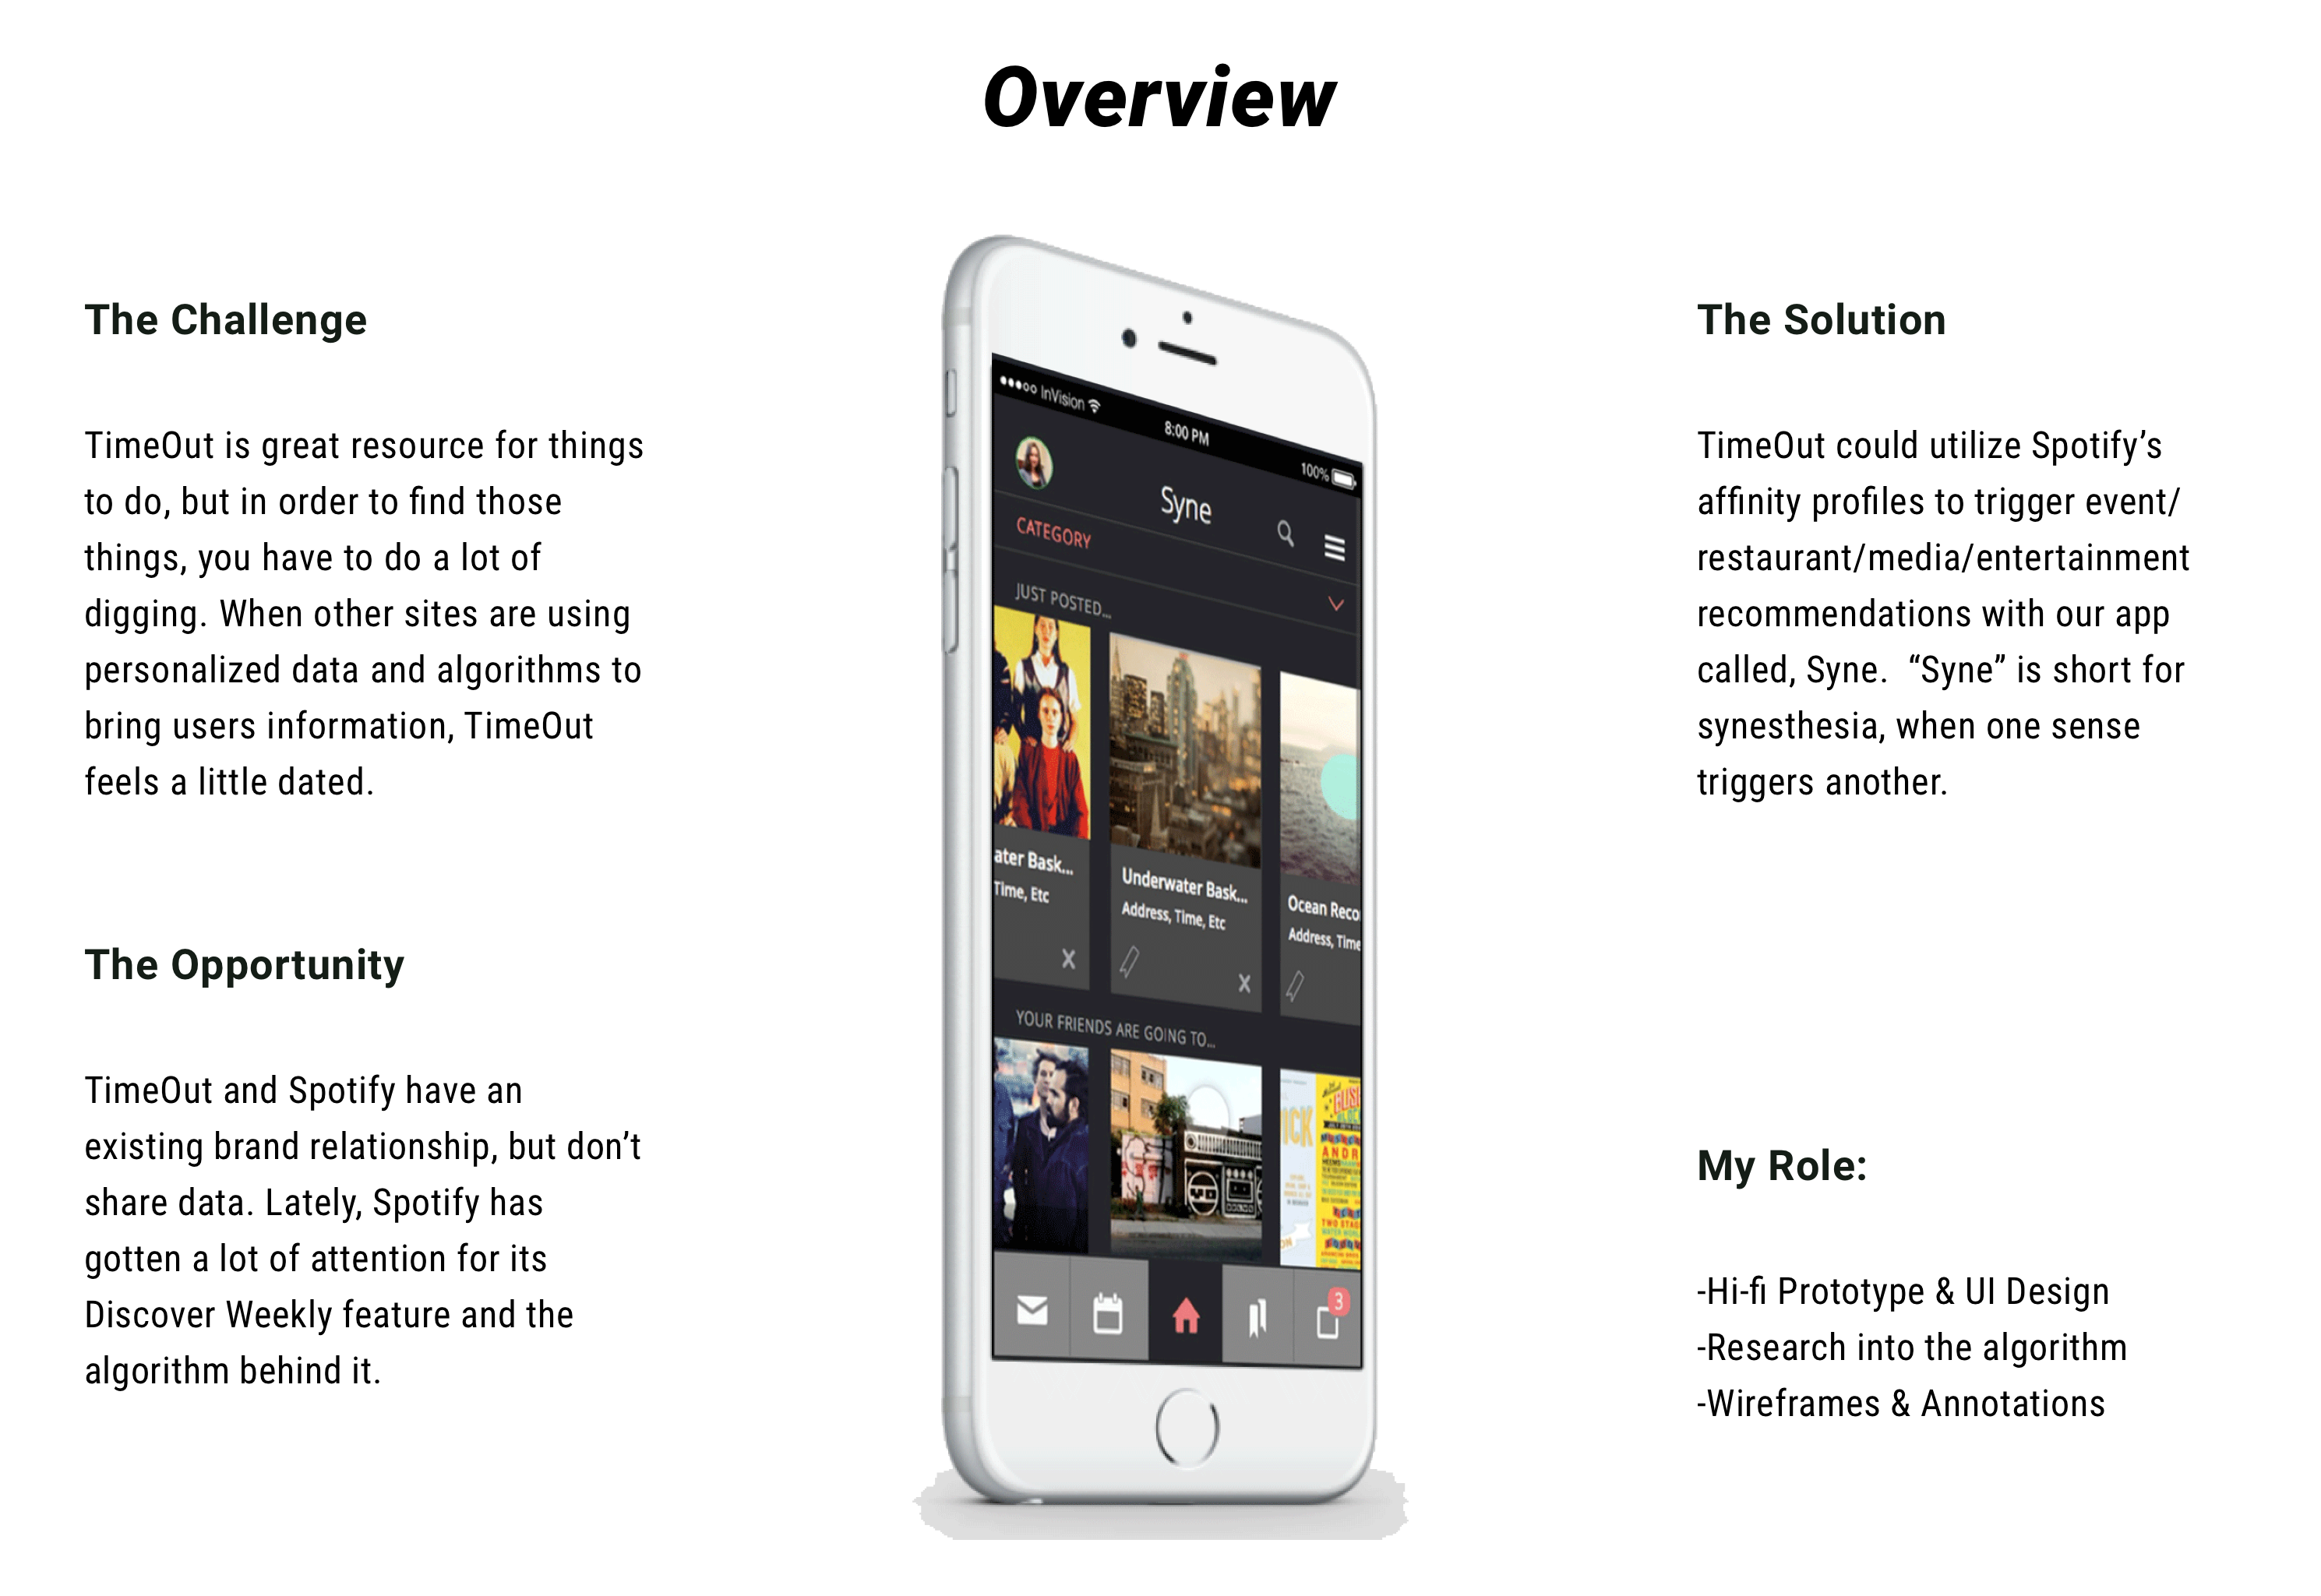 Overview
The Challenge
TimeOut is great resource for things
to do, but in order to find those
things, you have to do a lot of
digging. When other sites are using
personalized data and algorithms to
bring users information, TimeOut
feels a little dated.
The Opportunity
TimeOut and Spotify have an
existing brand relationship, but don’t
share data. Lately, Spotify has
gotten a lot of attention for its
Discover Weekly feature and the
algorithm behind it.
InVision
8:00 PM
100%
Syne
CATEGORY
JUST POSTED...
ater Bask...
Time, Etc
X
Underwater Bask...
Address, Time, Etc
X
Ocean Reco
Address, Time
YOUR FRIENDS ARE GOING TO...
ICK
ANDR
TWO STAG
3
The Solution
TimeOut could utilize Spotify’s
affinity profiles to trigger event/
restaurant/media/entertainment
recommendations with our app
called, Syne.  “Syne” is short for
synesthesia, when one sense
triggers another.
My Role:
-Hi-fi Prototype & UI Design
-Research into the algorithm
-Wireframes & Annotations